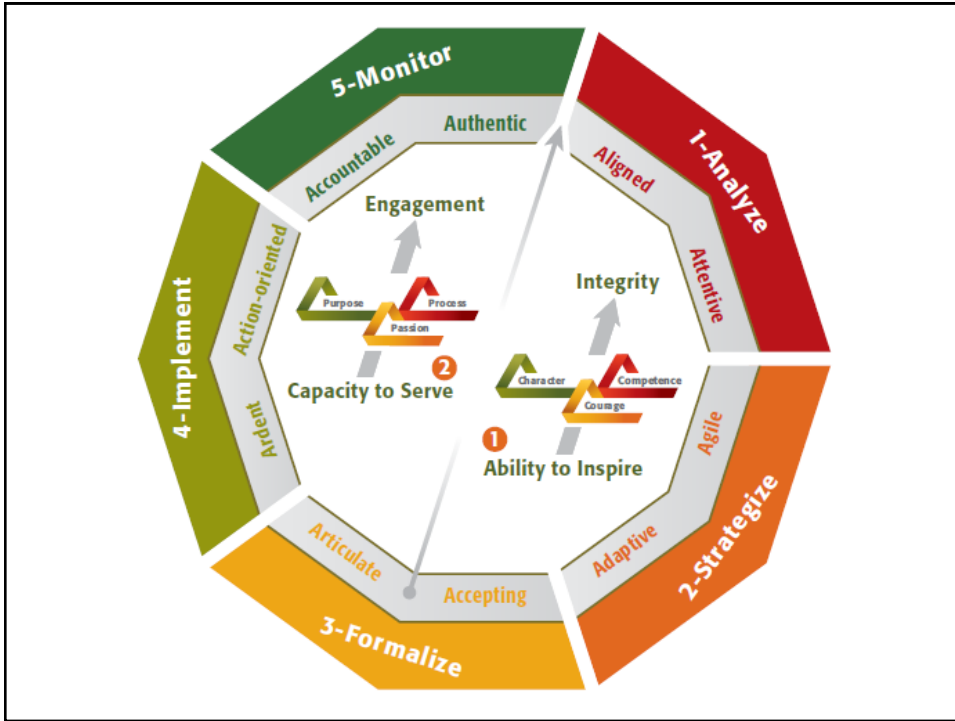 5-Monitor
Authentic
Accountable
1-Analyze
Aligned
Attentive
Engagement
Purpose
Process
Passion
2
Capacity to Serve
Integrity
Character
Competence
Courage
1
Ability to Inspire
4-Implement
Action-oriented
Ardent
2-Strategize
Agile
Adaptive
3-Formalize
Articulate
Accepting